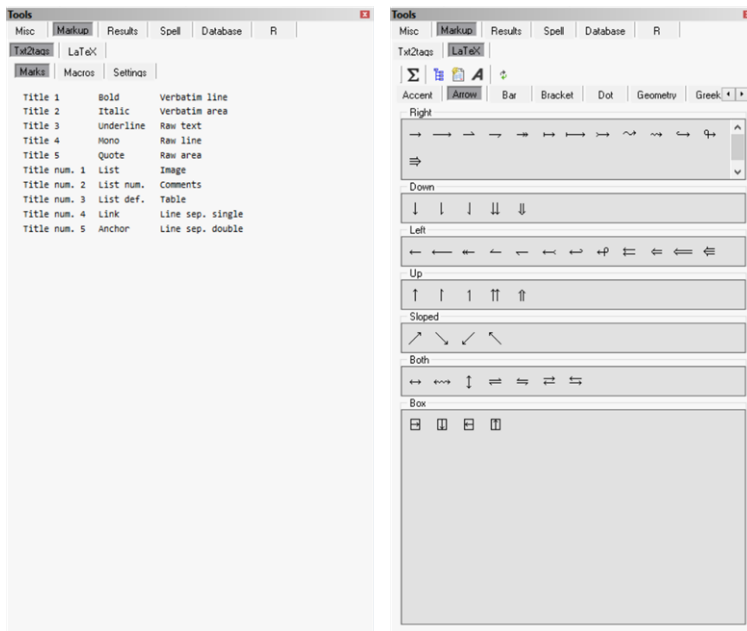 Tools
Misc Markup Results Spell Database R
Txt2tags LaTeX
Marks Macros Settings
Title 1 Bold Verbatim line
Title 2 Italic Verbatim area
Title 3 Underline Raw text
Title 4 Mono Raw line
Title 5 Quote Raw area
Title num. 1 List Image
Title num. 2 List num. Comments
Title num. 3 List def. Table
Title num. 4 Link Line sep. single
Title num. 5 Anchor Line sep. double
Tools
Misc Markup Results Spell Database R
Txt2tags LaTeX
Σ A
Accent Arrow Bar Bracket Dot Geometry Greek
Right
Down
Left
Up
Sloped
Both
Box